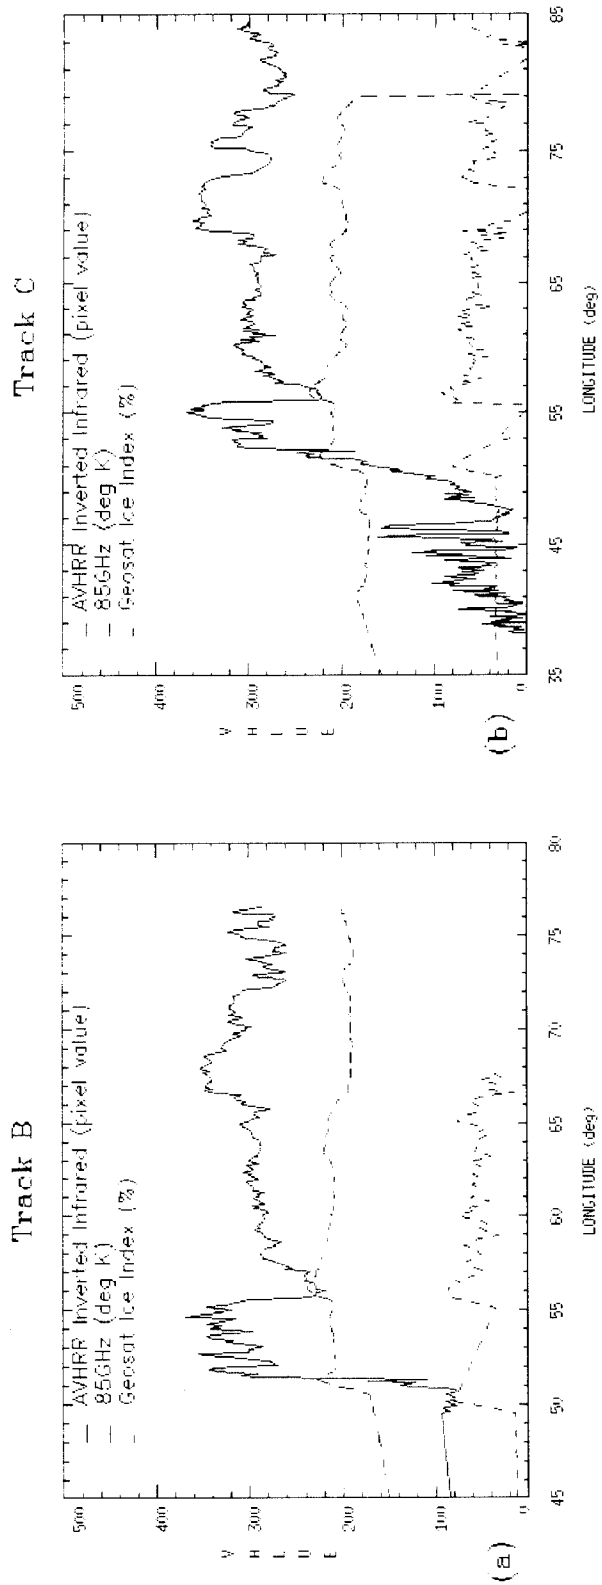 Track B
— AVHRR Inverted Infrared (pixel value)
— 85GHz (deg K)
- Geosat Ice Index (%)
500
400
300
200
100
0
V
A
L
U
E
45
50
55
60
65
70
75
80
LONGITUDE (deg)
(a)
Track C
— AVHRR Inverted Infrared (pixel value)
— 85GHz (deg K)
- Geosat Ice Index (%)
500
400
300
200
100
0
V
A
L
U
E
35
45
55
65
75
85
LONGITUDE (deg)
(b)